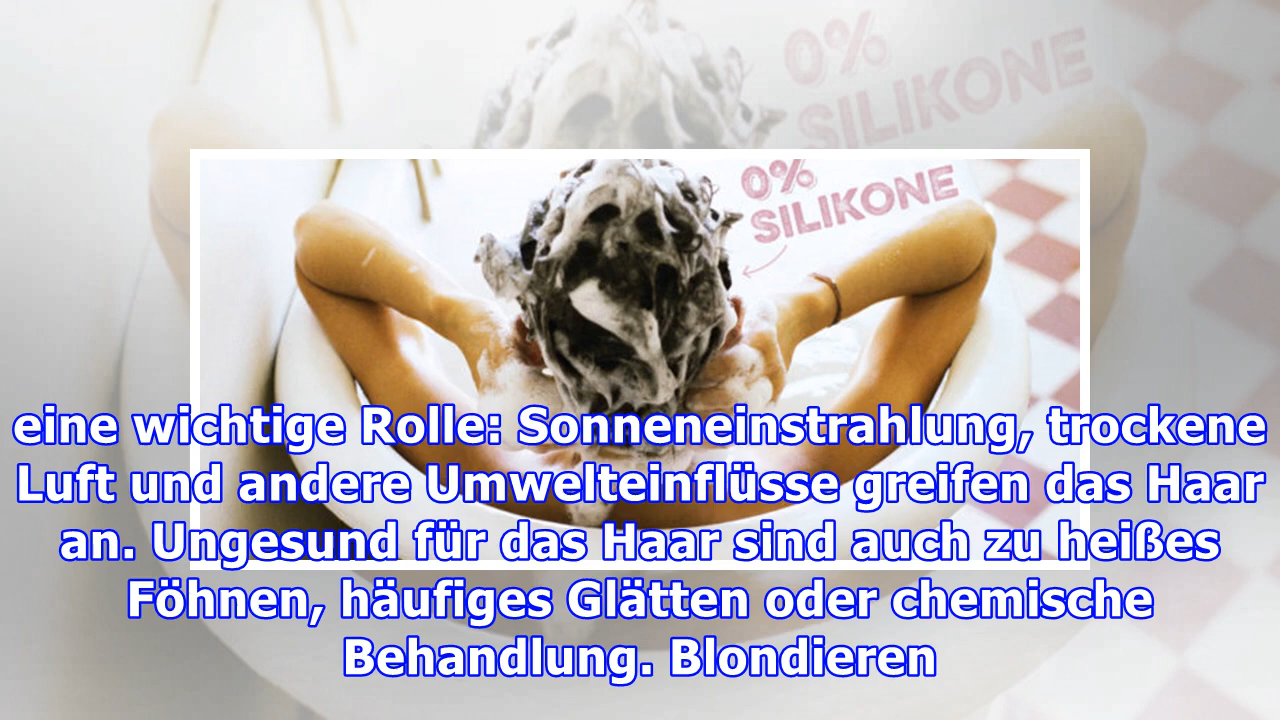 0%
SILIKONE
0%
SILIKONE
eine wichtige Rolle: Sonneneinstrahlung, trockene
Luft und andere Umwelteinflüsse greifen das Haar
an. Ungesund für das Haar sind auch zu heißes
Föhnen, häufiges Glätten oder chemische
Behandlung. Blondieren